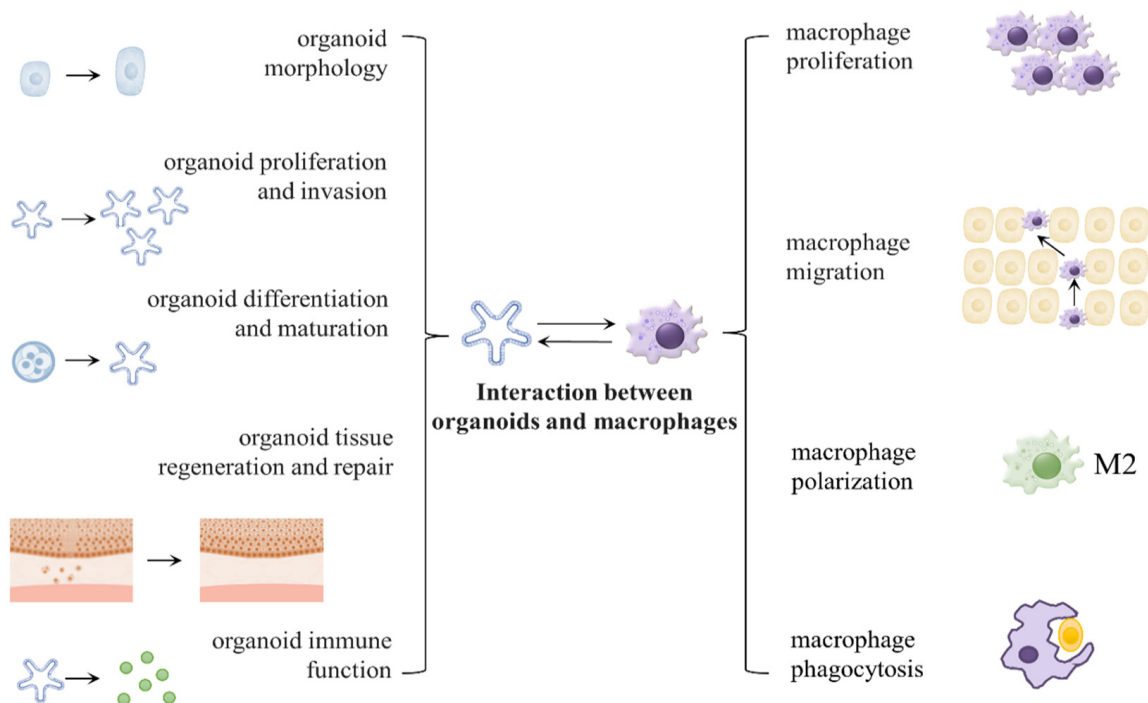 organoid
morphology
organoid proliferation
and invasion
organoid differentiation
and maturation
organoid tissue
regeneration and repair
organoid immune
function
Interaction between
organoids and macrophages
macrophage
proliferation
macrophage
migration
macrophage
polarization
M2
macrophage
phagocytosis